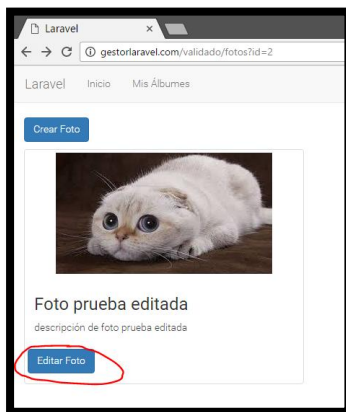 Laravel
gestorlaravel.com/validado/fotos?id=2
Laravel Inicio Mis Álbumes
Crear Foto
Foto prueba editada
descripción de foto prueba editada
Editar Foto